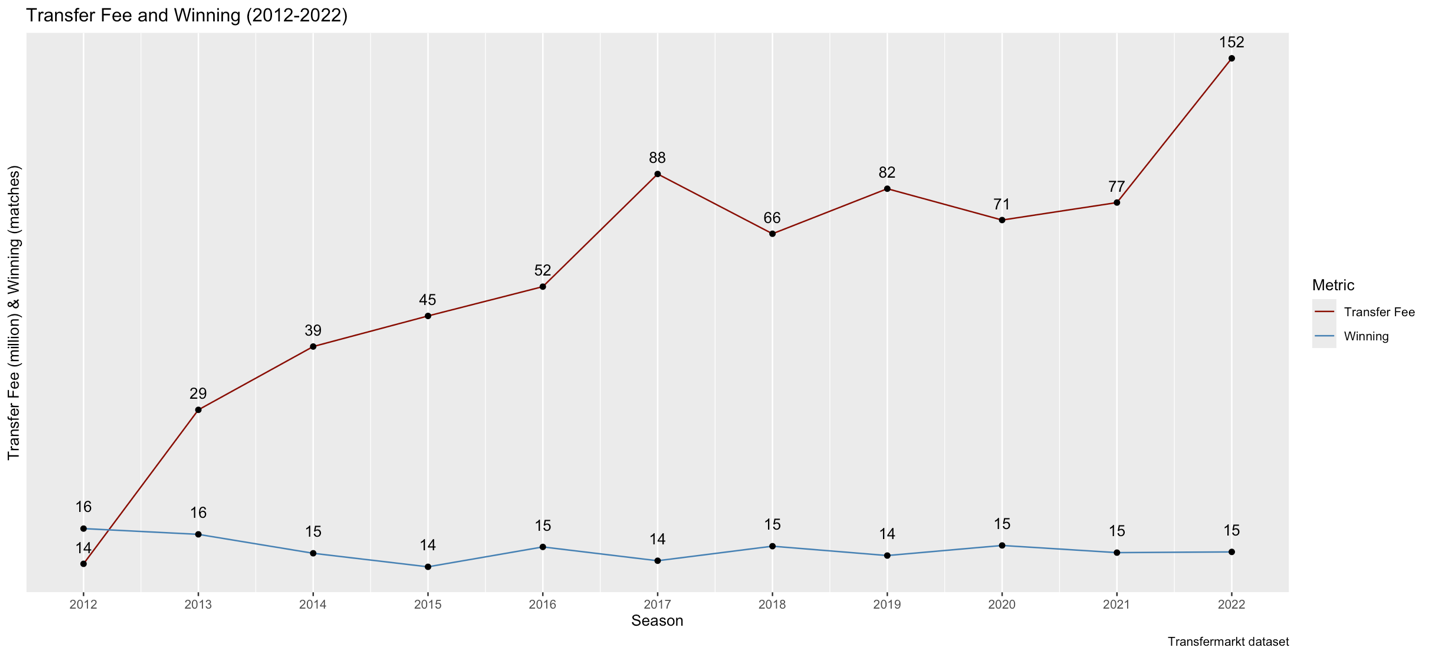 Transfer Fee and Winning (2012-2022)
Transfer Fee (million) & Winning (matches)
14 29 39 45 52 88 66 82 71 77 152
16 16 15 14 15 14 15 14 15 15 15
2012 2013 2014 2015 2016 2017 2018 2019 2020 2021 2022
Season
Metric
Transfer Fee
Winning
Transfermarkt dataset